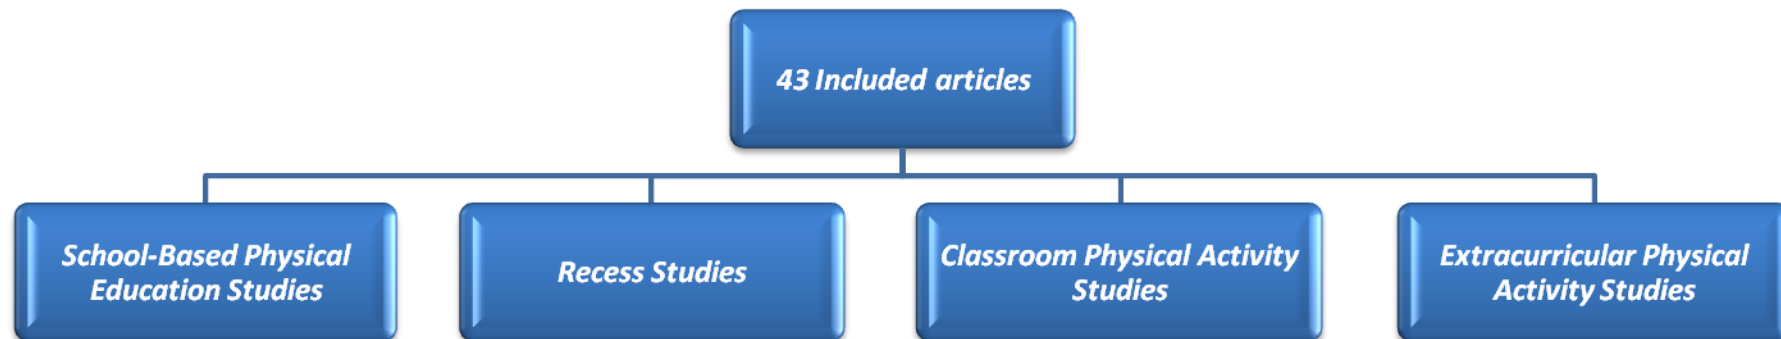 43 Included articles
School-Based Physical
Education Studies
Recess Studies
Classroom Physical Activity
Studies
Extracurricular Physical
Activity Studies